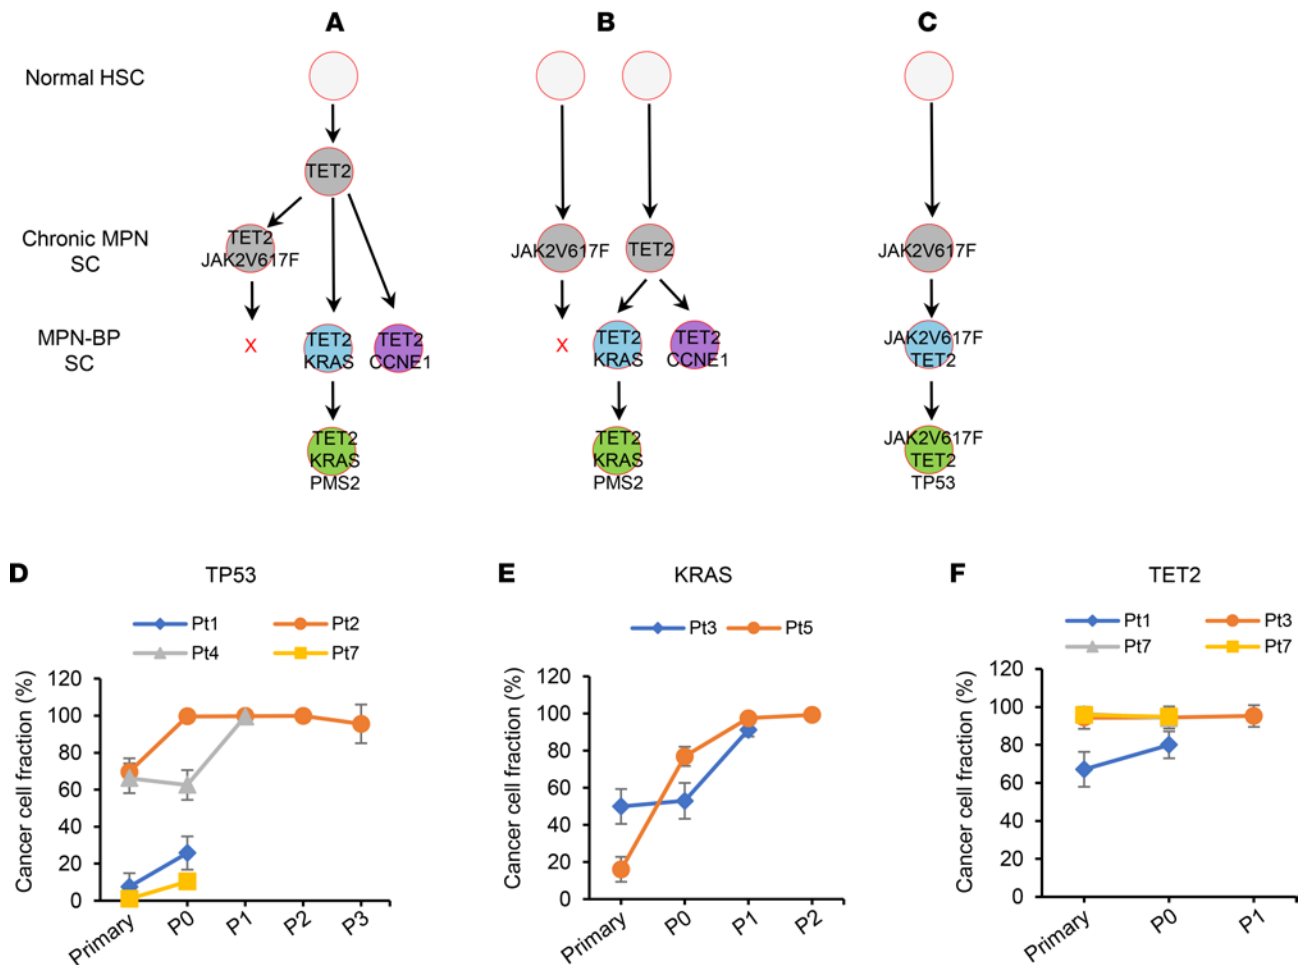 A
B
C
Normal HSC
TET2
Chronic MPN
SC
TET2
JAK2V617F
JAK2V617F
TET2
JAK2V617F
MPN-BP
SC
X
TET2
KRAS
TET2
CCNE1
X
TET2
KRAS
TET2
CCNE1
JAK2V617F
TET2
TET2
KRAS
PMS2
TET2
KRAS
PMS2
JAK2V617F
TET2
TP53
D
TP53
Pt1
Pt2
Pt4
Pt7
Cancer cell fraction (%)
120
100
80
60
40
20
0
Primary
P0
P1
P2
P3
E
KRAS
Pt3
Pt5
Cancer cell fraction (%)
120
100
80
60
40
20
0
Primary
P0
P1
P2
F
TET2
Pt1
Pt3
Pt7
Pt7
Cancer cell fraction (%)
120
100
80
60
40
20
0
Primary
P0
P1